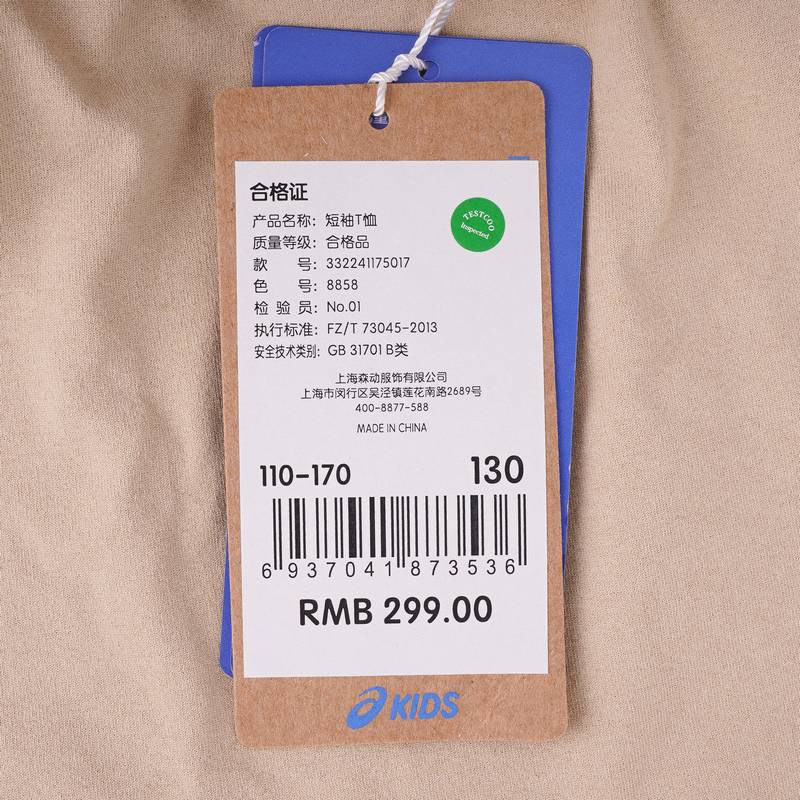 合格证
产品名称：短袖T恤
质量等级：合格品
款 号：332241175017
色 号：8858
检 验 员：No.01
执行标准：FZ/T 73045-2013
安全技术类别：GB 31701 B类
TESTCOO
Inspected
上海森动服饰有限公司
上海市闵行区吴泾镇莲花南路2689号
400-8877-588
MADE IN CHINA
110-170 130
6 937041 873536
RMB 299.00
KIDS